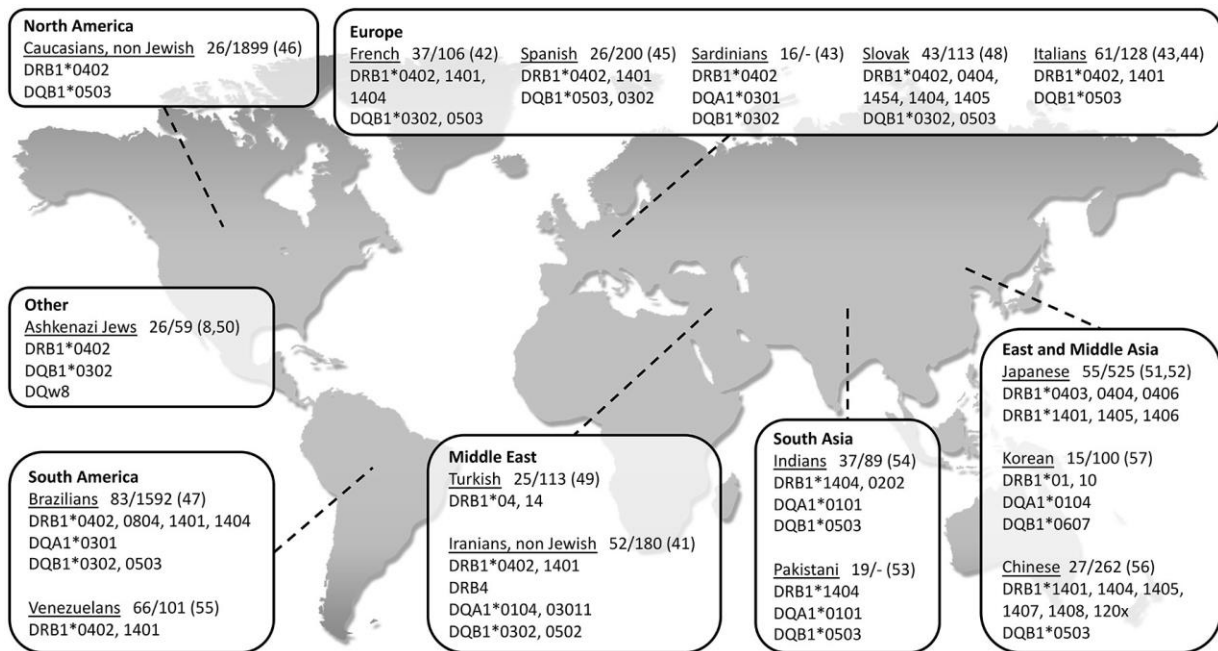 North America
Caucasians, non Jewish 26/1899 (46)
DRB1*0402
DQB1*0503
Europe
French 37/106 (42)
DRB1*0402, 1401,
1404
DQB1*0302, 0503
Spanish 26/200 (45)
DRB1*0402, 1401
DQB1*0503, 0302
Sardinians 16/- (43)
DRB1*0402
DQA1*0301
DQB1*0302
Slovak 43/113 (48)
DRB1*0402, 0404,
1454, 1404, 1405
DQB1*0302, 0503
Italians 61/128 (43,44)
DRB1*0402, 1401
DQB1*0503
Other
Ashkenazi Jews 26/59 (8,50)
DRB1*0402
DQB1*0302
DQw8
South America
Brazilians 83/1592 (47)
DRB1*0402, 0804, 1401, 1404
DQA1*0301
DQB1*0302, 0503
Venezuelans 66/101 (55)
DRB1*0402, 1401
Middle East
Turkish 25/113 (49)
DRB1*04, 14
Iranians, non Jewish 52/180 (41)
DRB1*0402, 1401
DRB4
DQA1*0104, 03011
DQB1*0302, 0502
South Asia
Indians 37/89 (54)
DRB1*1404, 0202
DQA1*0101
DQB1*0503
Pakistani 19/- (53)
DRB1*1404
DQA1*0101
DQB1*0503
East and Middle Asia
Japanese 55/525 (51,52)
DRB1*0403, 0404, 0406
DRB1*1401, 1405, 1406
Korean 15/100 (57)
DRB1*01, 10
DQA1*0104
DQB1*0607
Chinese 27/262 (56)
DRB1*1401, 1404, 1405,
1407, 1408, 120x
DQB1*0503